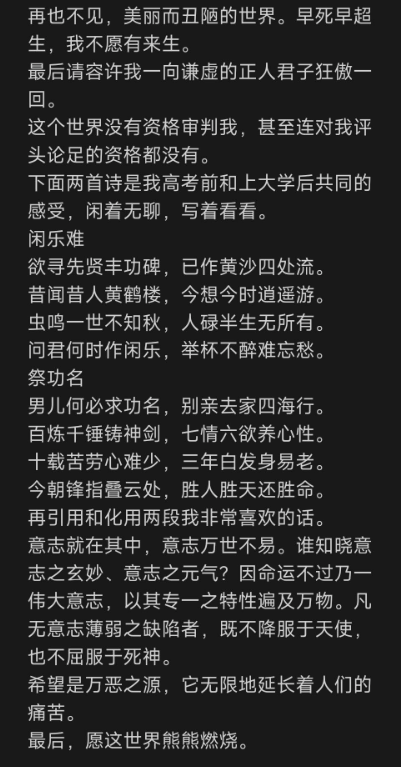 再也不见，美丽而丑陋的世界。早死早超
生，我不愿有来生。
最后请容许我一向谦虚的正人君子狂傲一
回。
这个世界没有资格审判我，甚至连对我评
头论足的资格都没有。
下面两首诗是我高考前和上大学后共同的
感受，闲着无聊，写着看看。
闲乐难
欲寻先贤丰功碑，已作黄沙四处流。
昔闻昔人黄鹤楼，今想今时逍遥游。
虫鸣一世不知秋，人碌半生无所有。
问君何时作闲乐，举杯不醉难忘愁。
祭功名
男儿何必求功名，别亲去家四海行。
百炼千锤铸神剑，七情六欲养心性。
十载苦劳心难少，三年白发身易老。
今朝锋指叠云处，胜人胜天还胜命。
再引用和化用两段我非常喜欢的话。
意志就在其中，意志万世不易。谁知晓意
志之玄妙、意志之元气？因命运不过乃一
伟大意志，以其专一之特性遍及万物。凡
无意志薄弱之缺陷者，既不降服于天使，
也不屈服于死神。
希望是万恶之源，它无限地延长着人们的
痛苦。
最后，愿这世界熊熊燃烧。